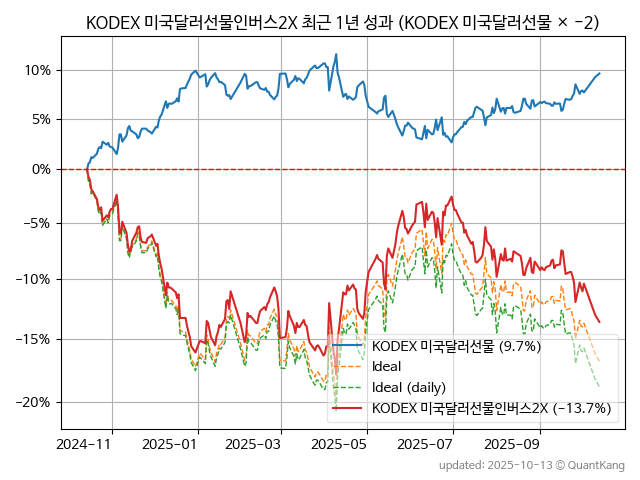 KODEX 미국달러선물인버스2X 최근 1년 성과 (KODEX 미국달러선물 × −2)
10%
5%
0%
−5%
−10%
−15%
−20%
KODEX 미국달러선물 (9.7%)
Ideal
Ideal (daily)
KODEX 미국달러선물인버스2X (−13.7%)
2024−11 2025−01 2025−03 2025−05 2025−07 2025−09
updated: 2025-10-13 © QuantKang